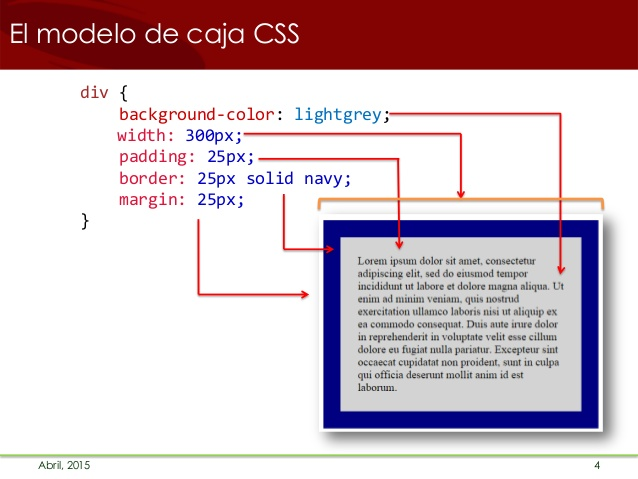 El modelo de caja CSS
div {
background-color: lightgrey;
width: 300px;
padding: 25px;
border: 25px solid navy;
margin: 25px;
}
Lorem ipsum dolor sit amet, consectetur
adipiscing elit, sed do eiusmod tempor
incididunt ut labore et dolore magna aliqua. Ut
enim ad minim veniam, quis nostrud
exercitation ullamco laboris nisi ut aliquip ex
ea commodo consequat. Duis aute irure dolor
in reprehenderit in voluptate velit esse cillum
dolore eu fugiat nulla pariatur. Excepteur sint
occaecat cupidatat non proident, sunt in culpa
qui officia deserunt mollit anim id est
laborum.
Abril, 2015
4